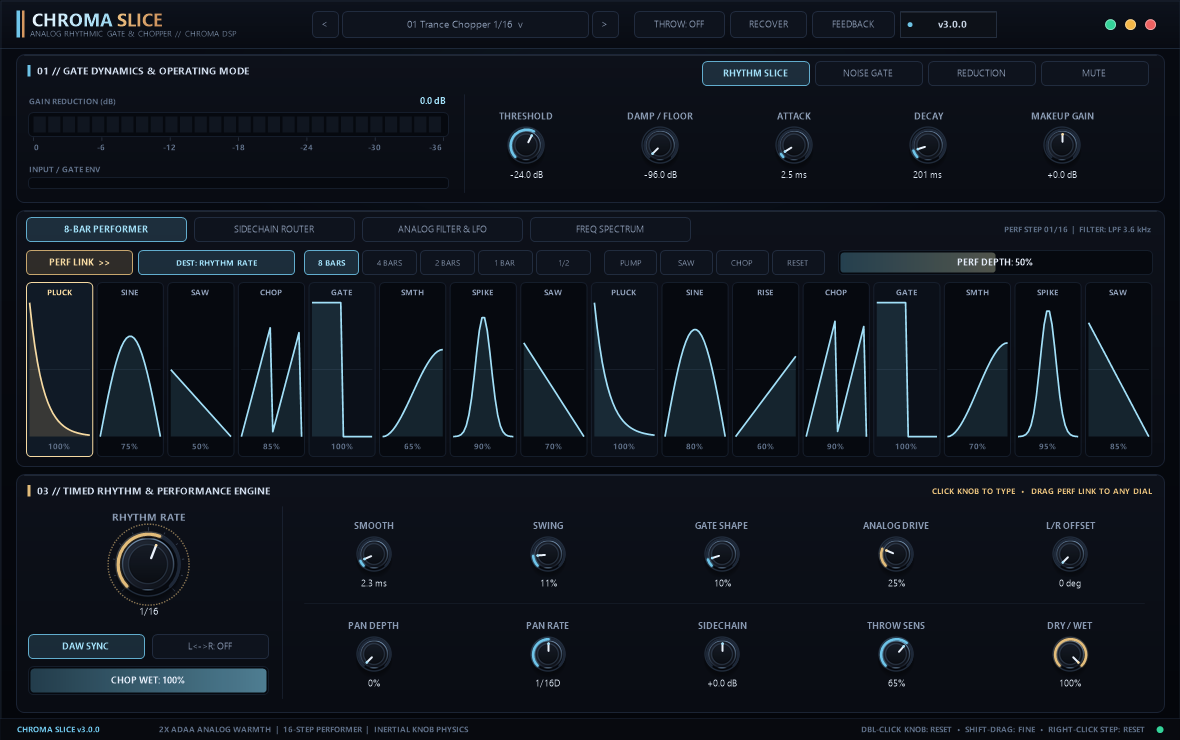 CHROMA SLICE
ANALOG RHYTHMIC GATE & CHOPPER // CHROMA DSP
< 01 Trance Chopper 1/16 v > THROW: OFF RECOVER FEEDBACK v3.0.0
01 // GATE DYNAMICS & OPERATING MODE RHYTHM SLICE NOISE GATE REDUCTION MUTE
GAIN REDUCTION (dB) 0.0 dB
0 -6 -12 -18 -24 -30 -36
INPUT / GATE ENV
THRESHOLD DAMP / FLOOR ATTACK DECAY MAKEUP GAIN
-24.0 dB -96.0 dB 2.5 ms 201 ms +0.0 dB
8-BAR PERFORMER SIDECHAIN ROUTER ANALOG FILTER & LFO FREQ SPECTRUM PERF STEP 01/16 | FILTER: LPF 3.6 kHz
PERF LINK >> DEST: RHYTHM RATE 8 BARS 4 BARS 2 BARS 1 BAR 1/2 PUMP SAW CHOP RESET PERF DEPTH: 50%
PLUCK SINE SAW CHOP GATE SMTH SPIKE SAW PLUCK SINE RISE CHOP GATE SMTH SPIKE SAW
100% 75% 50% 85% 100% 65% 90% 70% 100% 80% 60% 90% 100% 70% 95% 85%
03 // TIMED RHYTHM & PERFORMANCE ENGINE CLICK KNOB TO TYPE • DRAG PERF LINK TO ANY DIAL
RHYTHM RATE
1/16
DAW SYNC L<->R: OFF
CHOP WET: 100%
SMOOTH SWING GATE SHAPE ANALOG DRIVE L/R OFFSET
2.3 ms 11% 10% 25% 0 deg
PAN DEPTH PAN RATE SIDECHAIN THROW SENS DRY / WET
0% 1/16D +0.0 dB 65% 100%
CHROMA SLICE v3.0.0 2X ADAA ANALOG WARMTH | 16-STEP PERFORMER | INERTIAL KNOB PHYSICS DBL-CLICK KNOB: RESET • SHIFT-DRAG: FINE • RIGHT-CLICK STEP: RESET